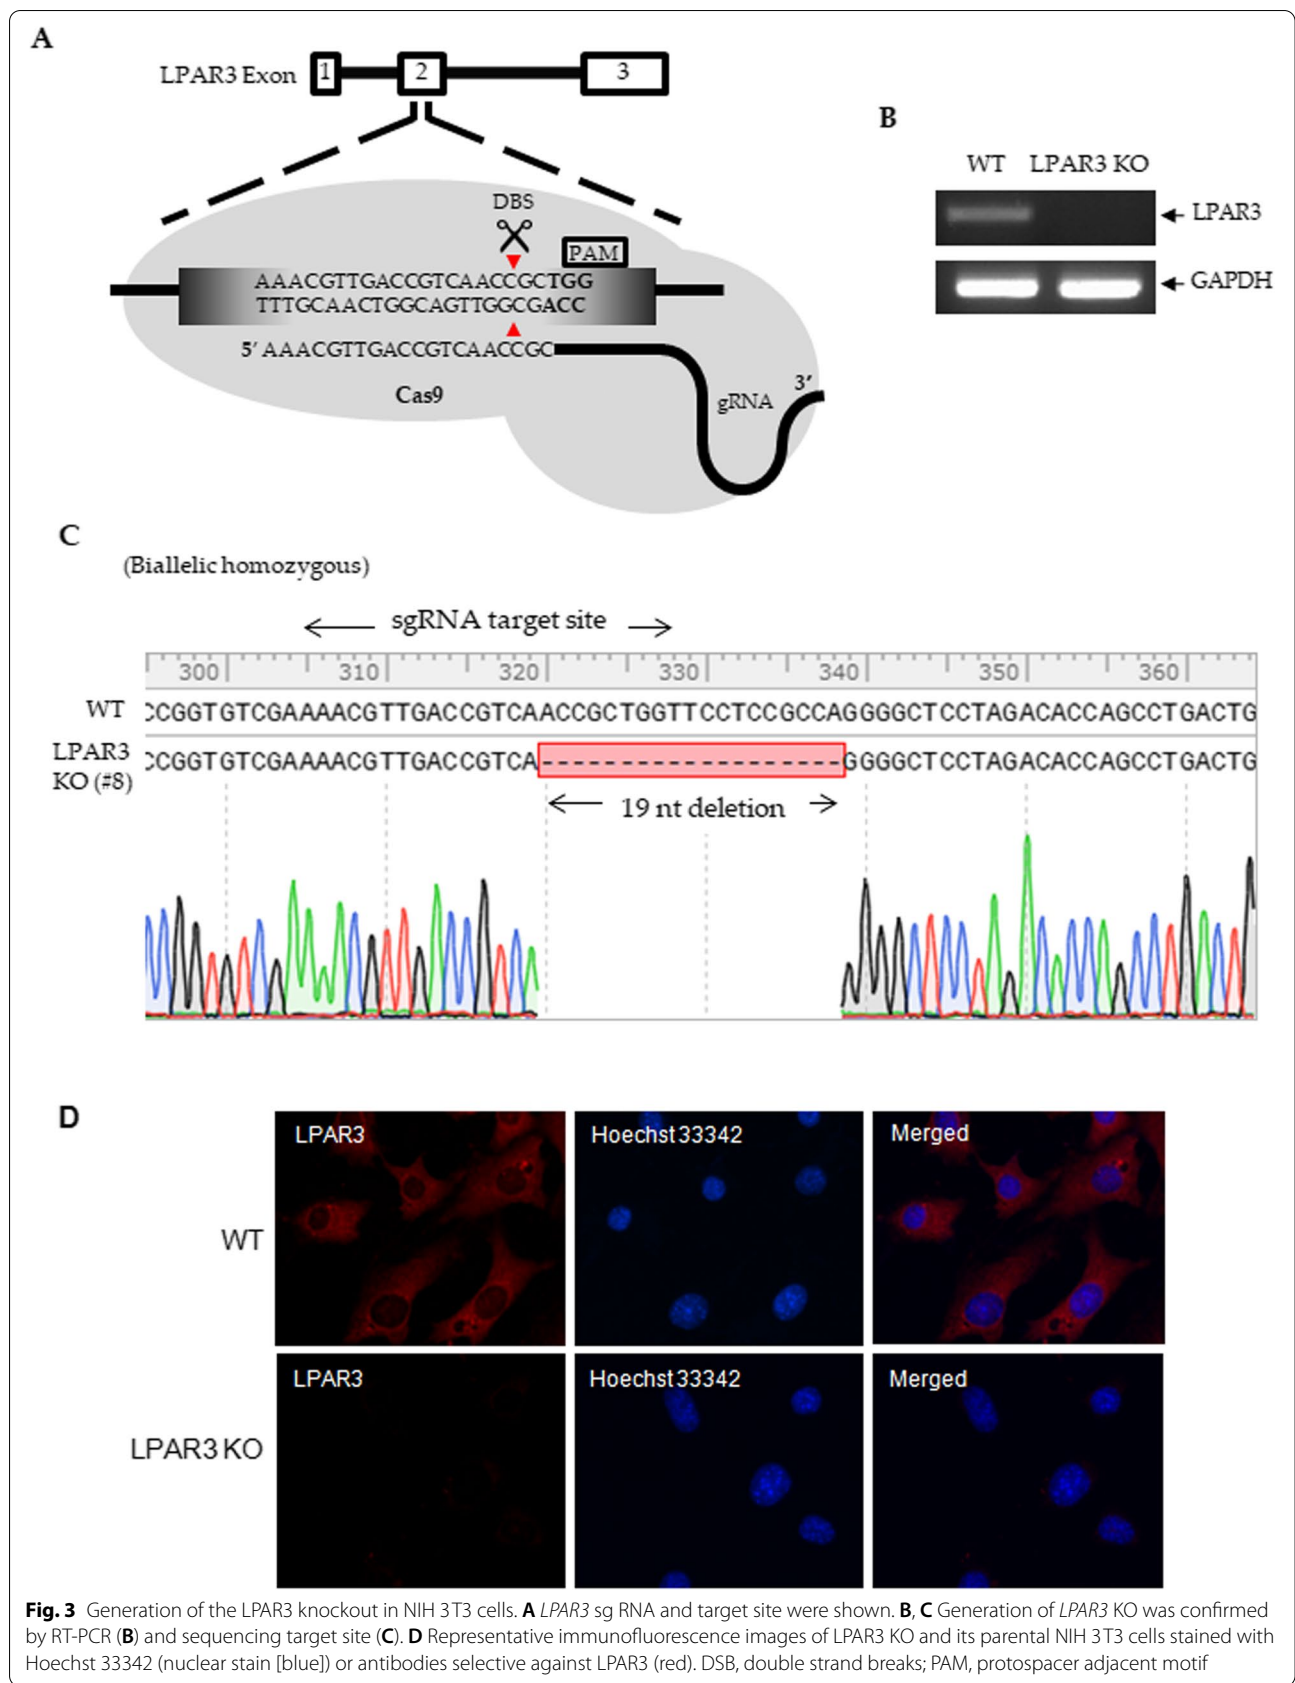 A
LPAR3 Exon 1 2 3
DBS
PAM
AAACGTTGACCGTCAACCGCTGG
TTTGCAACTGGCAGTTGGCGACC
5′ AAACGTTGACCGTCAACCGC
Cas9
gRNA
3′
B
WT LPAR3 KO
LPAR3
GAPDH
C
(Biallelic homozygous)
sgRNA target site
300 310 320 330 340 350 360
WT CCGGTGTCGAAAACGTTGACCGTCAACCGCTGGTTCCTCCGCCAGGGGCTCCTAGACACCAGCCTGACTG
LPAR3
KO (#8) CCGGTGTCGAAAACGTTGACCGTCA-------------------GGGGCTCCTAGACACCAGCCTGACTG
19 nt deletion
D
LPAR3 Hoechst 33342 Merged
WT
LPAR3 Hoechst 33342 Merged
LPAR3 KO
Fig. 3 Generation of the LPAR3 knockout in NIH 3T3 cells. A LPAR3 sg RNA and target site were shown. B, C Generation of LPAR3 KO was confirmed
by RT-PCR (B) and sequencing target site (C). D Representative immunofluorescence images of LPAR3 KO and its parental NIH 3T3 cells stained with
Hoechst 33342 (nuclear stain [blue]) or antibodies selective against LPAR3 (red). DSB, double strand breaks; PAM, protospacer adjacent motif